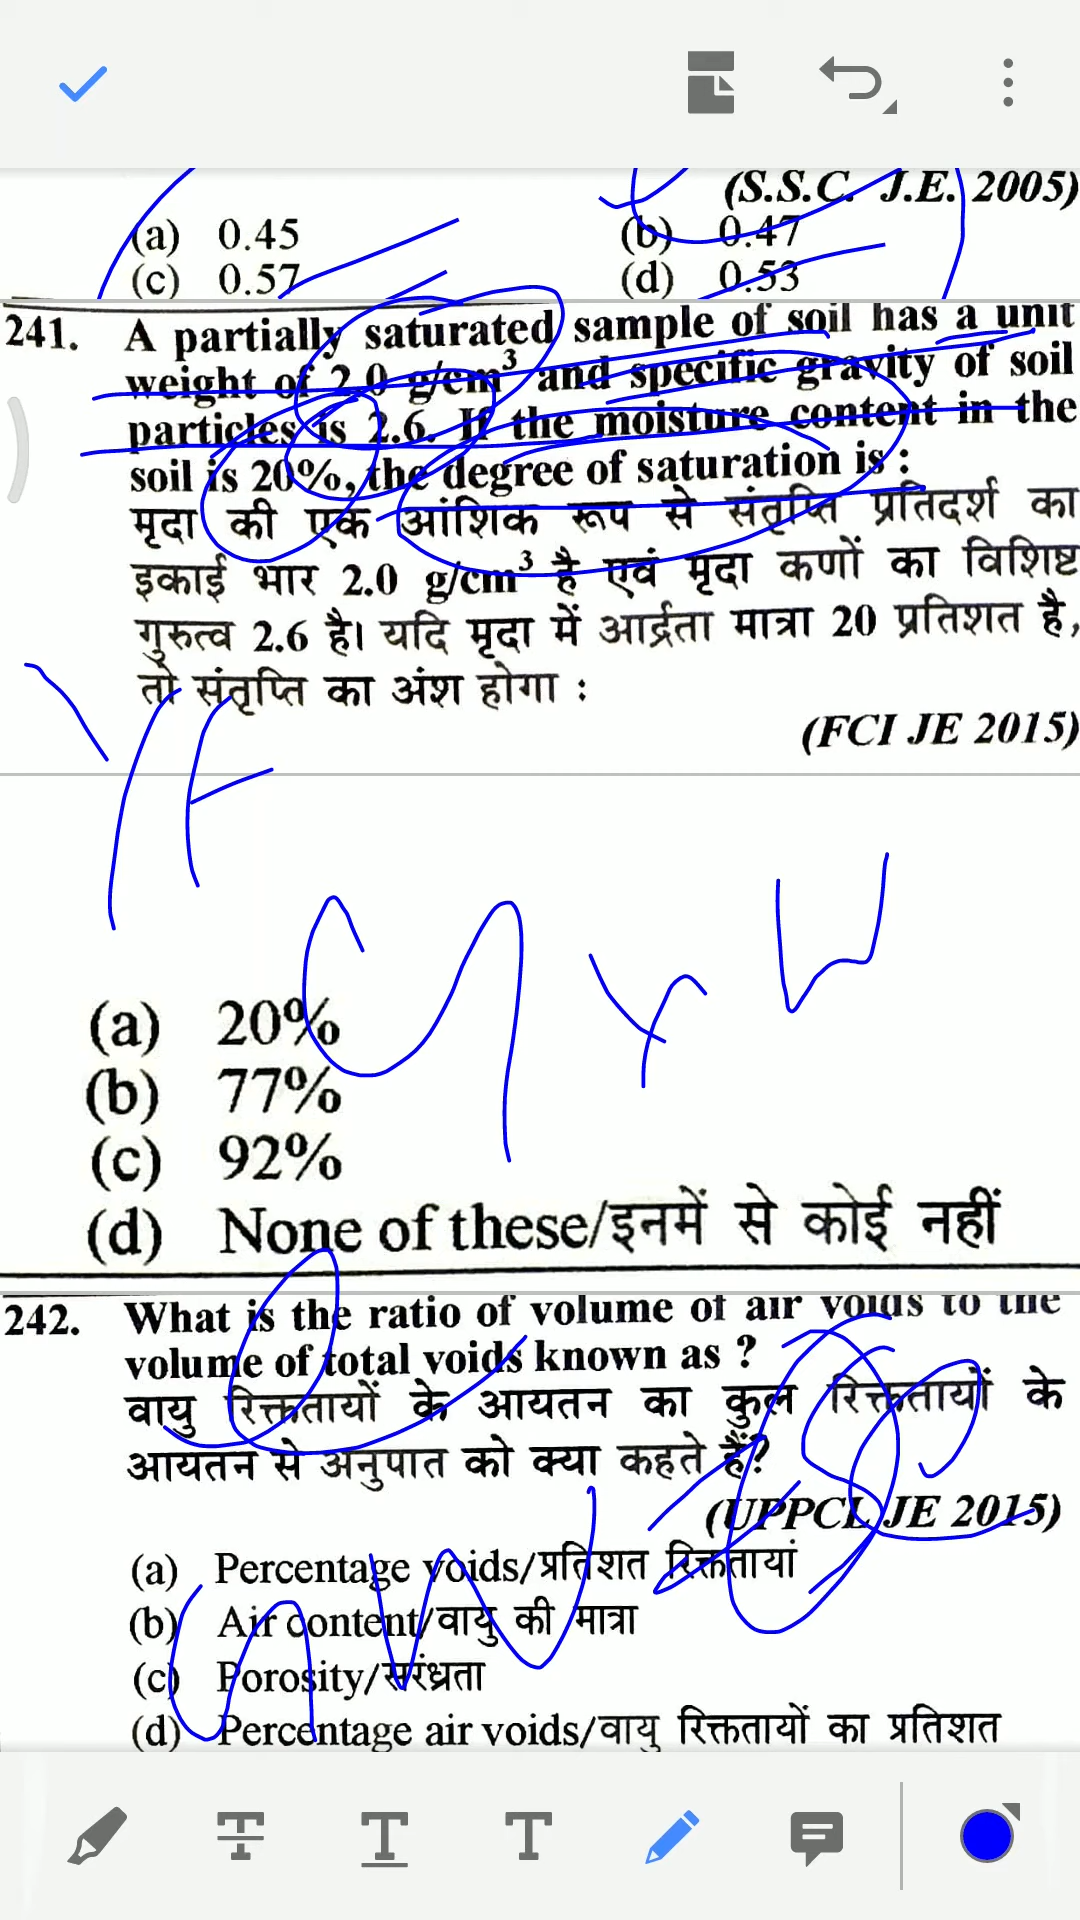 (S.S.C. J.E. 2005)
(a) 0.45 (b) 0.47
(c) 0.57 (d) 0.53
241. A partially saturated sample of soil has a unit
weight of 2.0 g/cm³ and specific gravity of soil
particles is 2.6. If the moisture content in the
soil is 20%, the degree of saturation is :
मृदा की एक आंशिक रूप से संतृप्ति प्रतिदर्श का
इकाई भार 2.0 g/cm³ है एवं मृदा कणों का विशिष्ट
गुरुत्व 2.6 है। यदि मृदा में आर्द्रता मात्रा 20 प्रतिशत है,
तो संतृप्ति का अंश होगा :
(FCI JE 2015)
(a) 20%
(b) 77%
(c) 92%
(d) None of these/इनमें से कोई नहीं
242. What is the ratio of volume of air voids to the
volume of total voids known as ?
वायु रिक्ततायों के आयतन का कुल रिक्ततायों के
आयतन से अनुपात को क्या कहते हैं?
(UPPCL JE 2015)
(a) Percentage voids/प्रतिशत रिक्ततायां
(b) Air content/वायु की मात्रा
(c) Porosity/सरंध्रता
(d) Percentage air voids/वायु रिक्ततायों का प्रतिशत